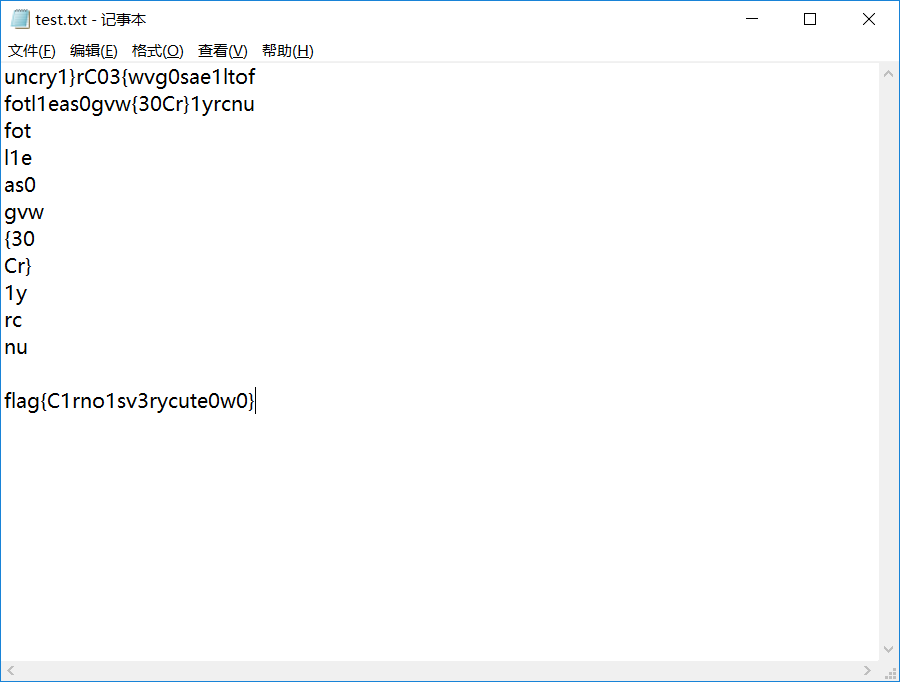 test.txt - 记事本
文件(F) 编辑(E) 格式(O) 查看(V) 帮助(H)
uncry1}rC03{wvg0sae1ltof
fotl1eas0gvw{30Cr}1yrcnu
fot
l1e
as0
gvw
{30
Cr}
1y
rc
nu
flag{C1rno1sv3rycute0w0}